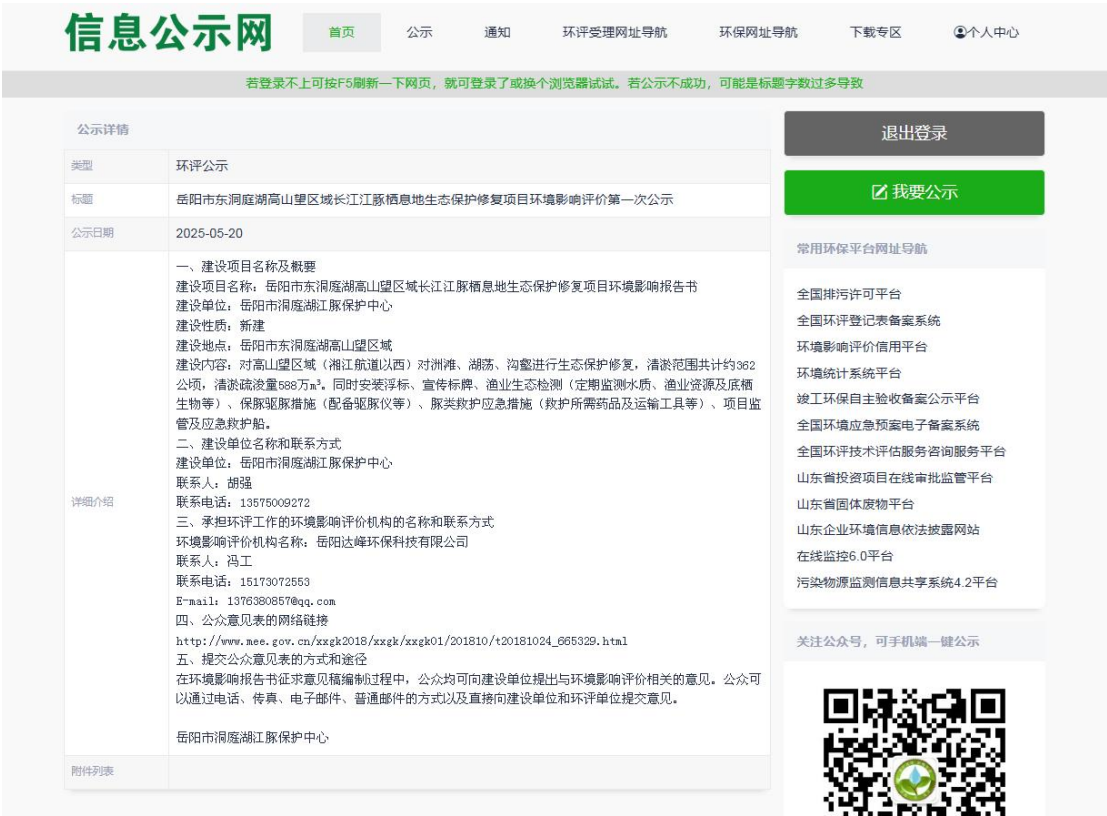 信息公示网
首页 公示 通知 环评受理网址导航 环保网址导航 下载专区 个人中心
若登录不上可按F5刷新一下网页，就可登录了或换个浏览器试试。若公示不成功，可能是标题字数过多导致
公示详情
类型 环评公示
标题 岳阳市东洞庭湖高山望区域长江江豚栖息地生态保护修复项目环境影响评价第一次公示
公示日期 2025-05-20
详细介绍
一、建设项目名称及概要
建设项目名称：岳阳市东洞庭湖高山望区域长江江豚栖息地生态保护修复项目环境影响报告书
建设单位：岳阳市洞庭湖江豚保护中心
建设性质：新建
建设地点：岳阳市东洞庭湖高山望区域
建设内容：对高山望区域（湘江航道以西）对洲滩、湖荡、沟壑进行生态保护修复，清淤范围共计约362
公顷，清淤疏浚量588万m³。同时安装浮标、宣传标牌、渔业生态检测（定期监测水质、渔业资源及底栖
生物等）、保豚驱豚措施（配备驱豚仪等）、豚类救护应急措施（救护所需药品及运输工具等）、项目监
管及应急救护船。
二、建设单位名称和联系方式
建设单位：岳阳市洞庭湖江豚保护中心
联系人：胡强
联系电话：13575009272
三、承担环评工作的环境影响评价机构的名称和联系方式
环境影响评价机构名称：岳阳达峰环保科技有限公司
联系人：冯工
联系电话：15173072553
E-mail：1376380857@qq.com
四、公众意见表的网络链接
http://www.mee.gov.cn/xxgk2018/xxgk/xxgk01/201810/t20181024_665329.html
五、提交公众意见表的方式和途径
在环境影响报告书征求意见稿编制过程中，公众均可向建设单位提出与环境影响评价相关的意见。公众可
以通过电话、传真、电子邮件、普通邮件的方式以及直接向建设单位和环评单位提交意见。
岳阳市洞庭湖江豚保护中心
附件列表
退出登录
我要公示
常用环保平台网址导航
全国排污许可平台
全国环评登记表备案系统
环境影响评价信用平台
环境统计系统平台
竣工环保自主验收备案公示平台
全国环境应急预案电子备案系统
全国环评技术评估服务咨询服务平台
山东省投资项目在线审批监管平台
山东省固体废物平台
山东企业环境信息依法披露网站
在线监控6.0平台
污染物源监测信息共享系统4.2平台
关注公众号，可手机端一键公示